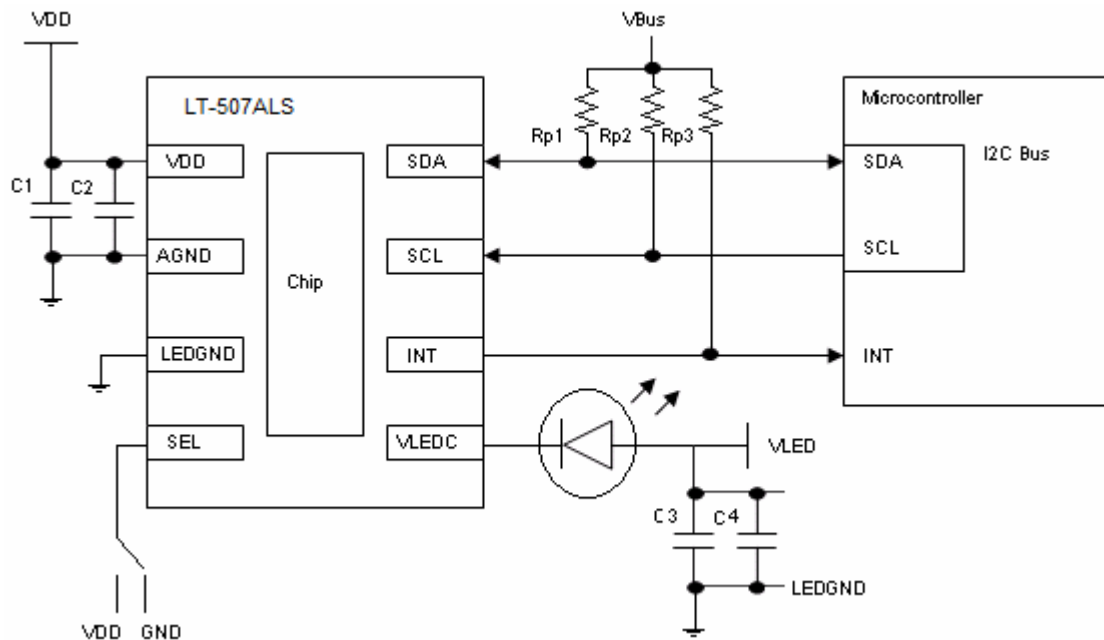 VDD
VBus
LT-507ALS
Microcontroller
Rp1
Rp2
Rp3
VDD
SDA
SDA
I2C Bus
C1
C2
AGND
SCL
SCL
Chip
LEDGND
INT
INT
SEL
VLEDC
VLED
C3
C4
LEDGND
VDD
GND